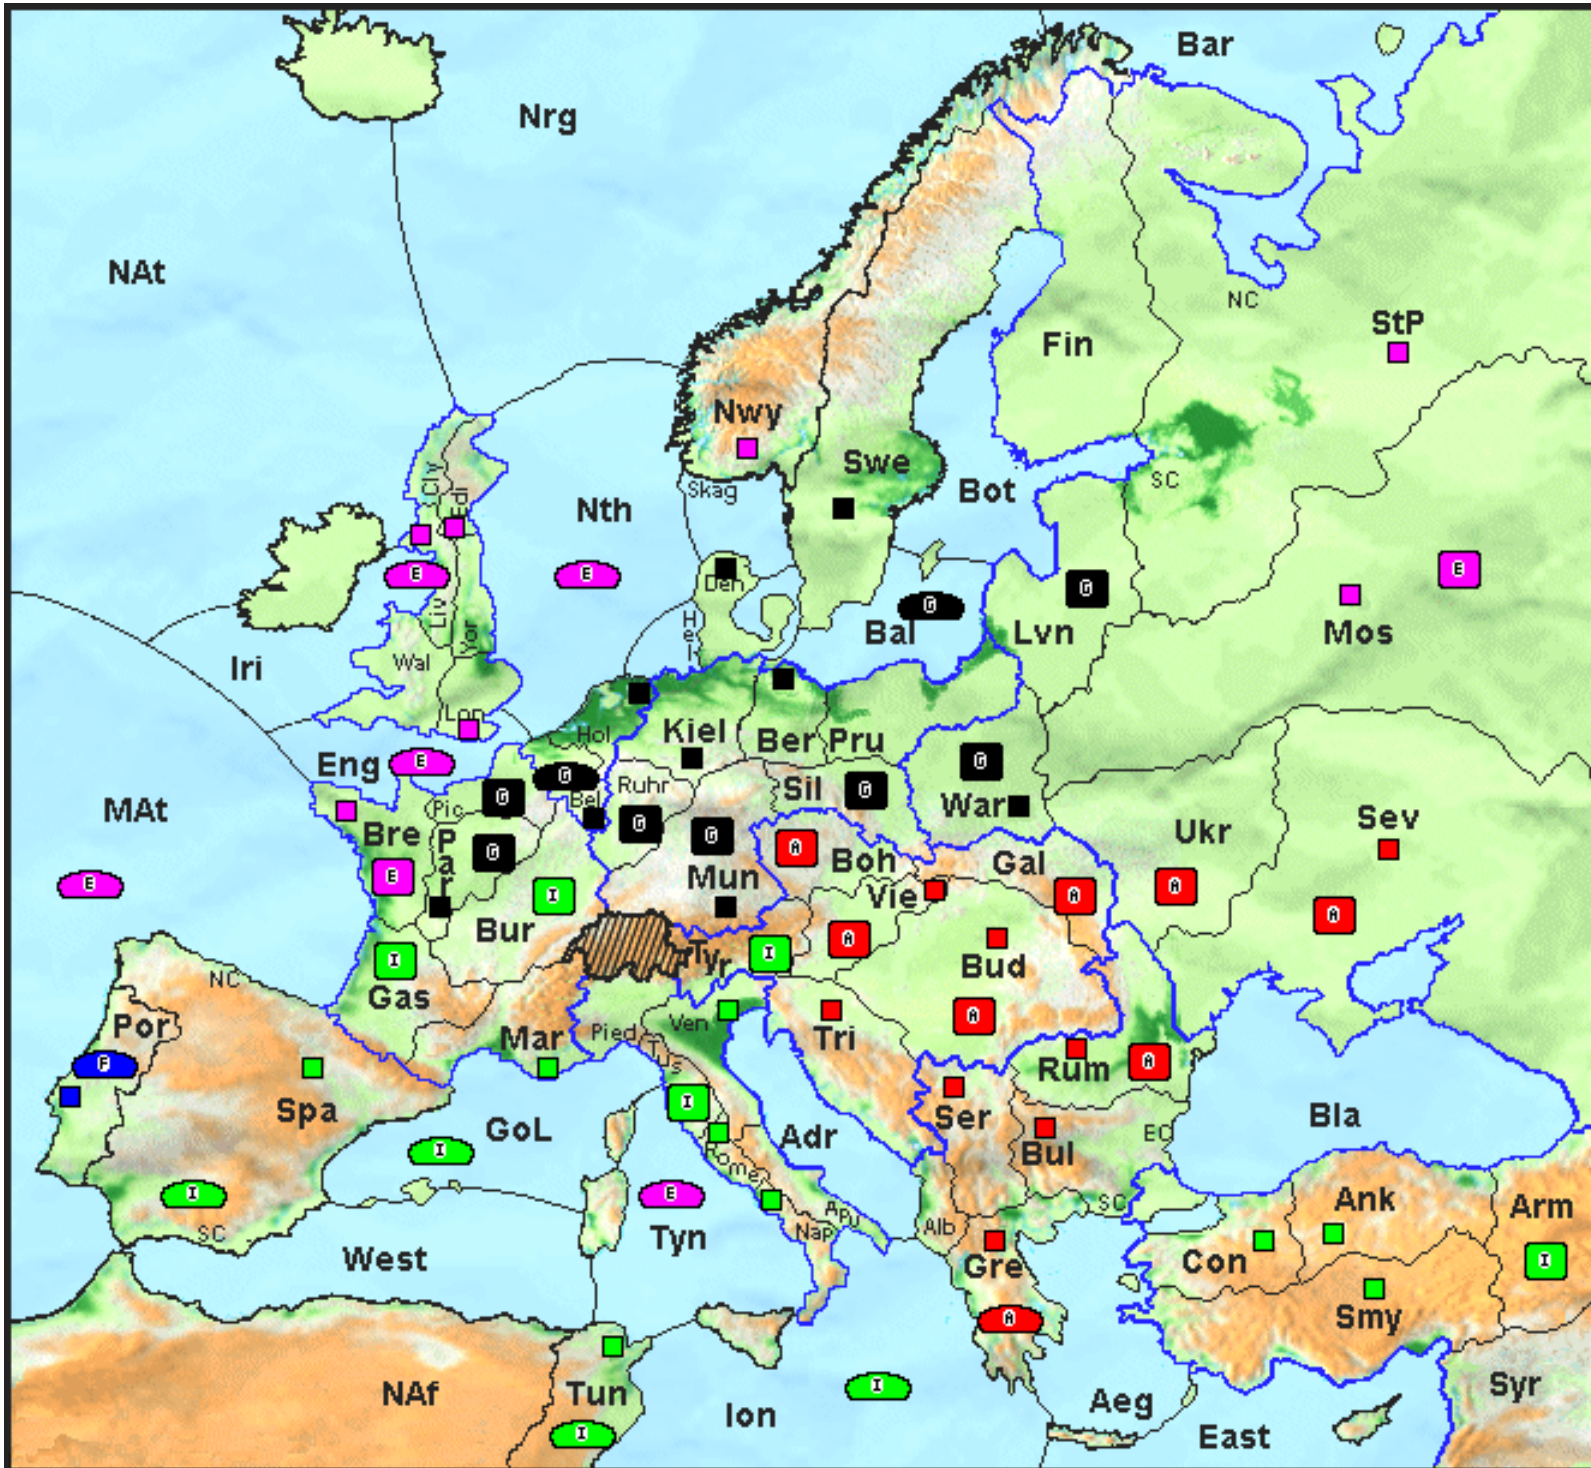 Bar
Nrg
NAt
NC
StP
Fin
Nwy
Swe
Skag
SC
Bot
Cly
Edi
Nth
E
E
E
Den
G
G
Hel
Bal
Lvn
Mos
Liv
Yor
Iri
Wal
Lon
Hol
Kiel
Ber
Pru
Eng
E
G
G
Ruhr
Sil
G
G
War
MAt
Pic
Bel
Bre
Par
G
G
G
A
Boh
Gal
Ukr
Sev
E
E
I
Mun
Vie
A
A
A
Bur
I
Tyr
I
A
Bud
NC
Gas
Por
Mar
Pied
Ven
Tri
A
F
Tus
Rum
A
Spa
GoL
I
Adr
Ser
Bul
EC
Bla
I
Rome
I
SC
E
Tyn
Apu
Nap
Alb
SC
Ank
Arm
West
Gre
Con
I
A
Smy
NAf
Tun
I
I
Ion
Aeg
East
Syr